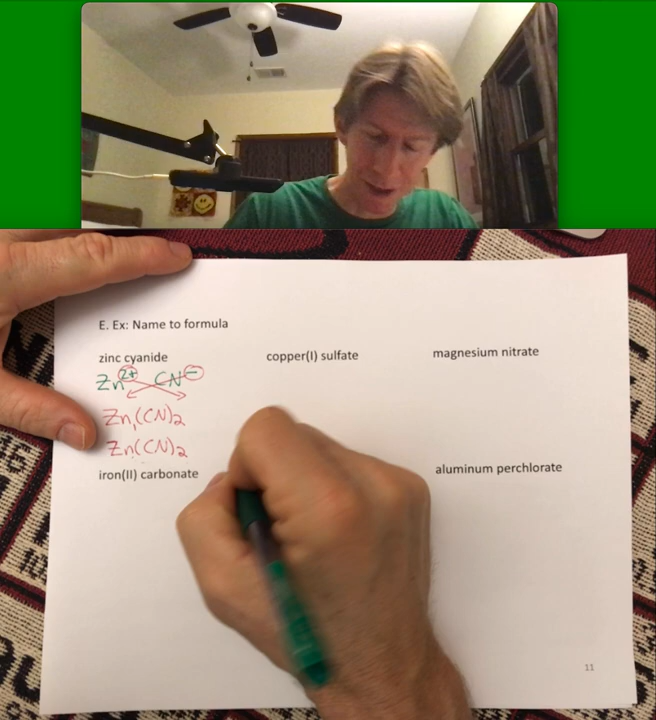 E. Ex: Name to formula
zinc cyanide
copper(I) sulfate
magnesium nitrate
Zn²⁺ CN⁻
Zn₁(CN)₂
Zn(CN)₂
iron(II) carbonate
aluminum perchlorate
11